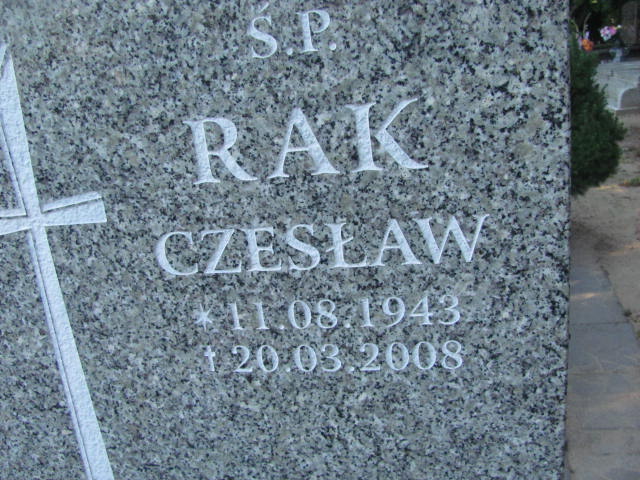 Ś.P.
RAK
CZESŁAW
* 11.08.1943
† 20.03.2008